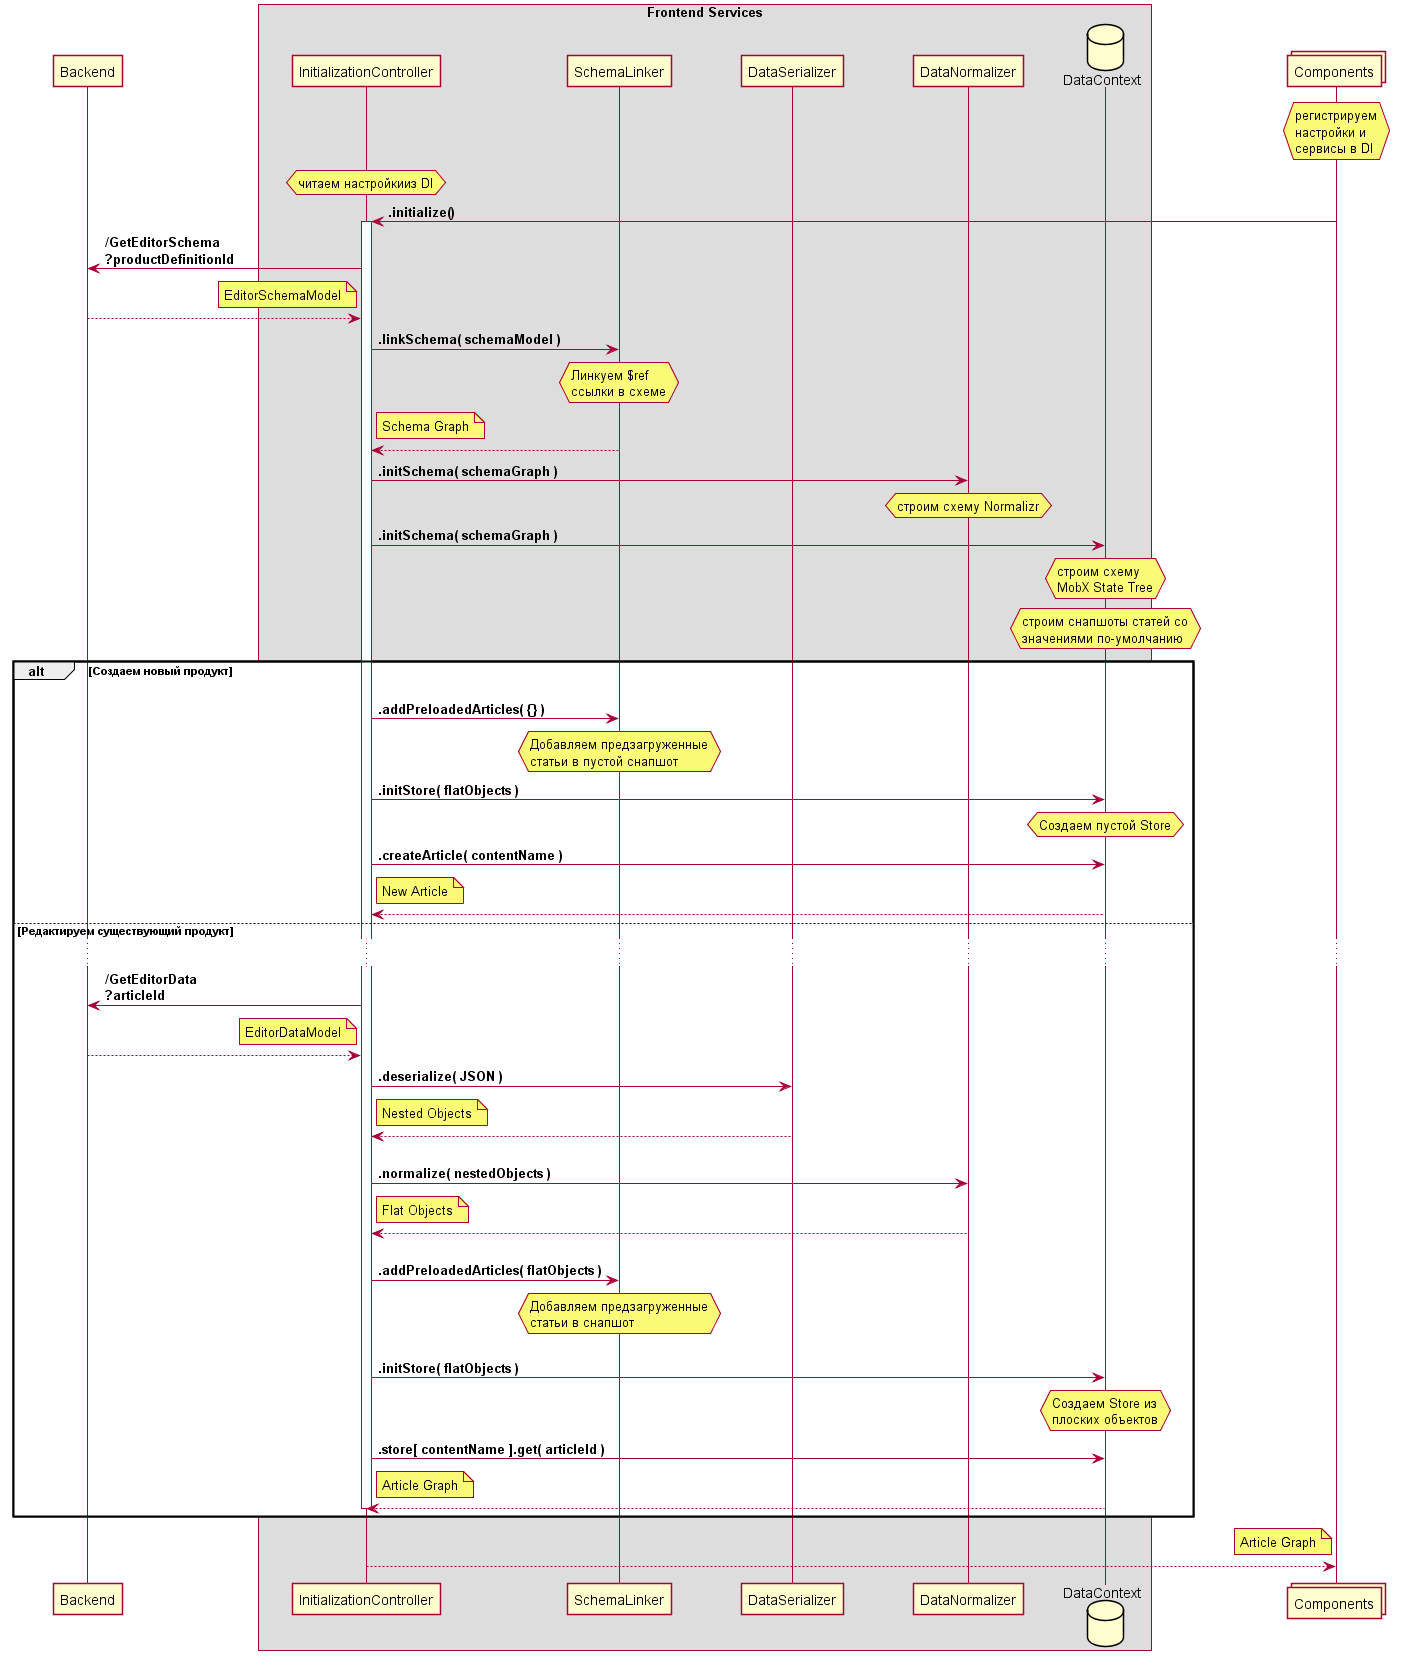 Frontend Services
Backend
InitializationController
SchemaLinker
DataSerializer
DataNormalizer
DataContext
Components
регистрируем
настройки и
сервисы в DI
читаем настройкииз DI
.initialize()
/GetEditorSchema
?productDefinitionId
EditorSchemaModel
.linkSchema( schemaModel )
Линкуем $ref
ссылки в схеме
Schema Graph
.initSchema( schemaGraph )
строим схему Normalizr
.initSchema( schemaGraph )
строим схему
MobX State Tree
строим снапшоты статей со
значениями по-умолчанию
alt
[Создаем новый продукт]
.addPreloadedArticles( {} )
Добавляем предзагруженные
статьи в пустой снапшот
.initStore( flatObjects )
Создаем пустой Store
.createArticle( contentName )
New Article
[Редактируем существующий продукт]
/GetEditorData
?articleId
EditorDataModel
.deserialize( JSON )
Nested Objects
.normalize( nestedObjects )
Flat Objects
.addPreloadedArticles( flatObjects )
Добавляем предзагруженные
статьи в снапшот
.initStore( flatObjects )
Создаем Store из
плоских объектов
.store[ contentName ].get( articleId )
Article Graph
Article Graph
Backend
InitializationController
SchemaLinker
DataSerializer
DataNormalizer
DataContext
Components